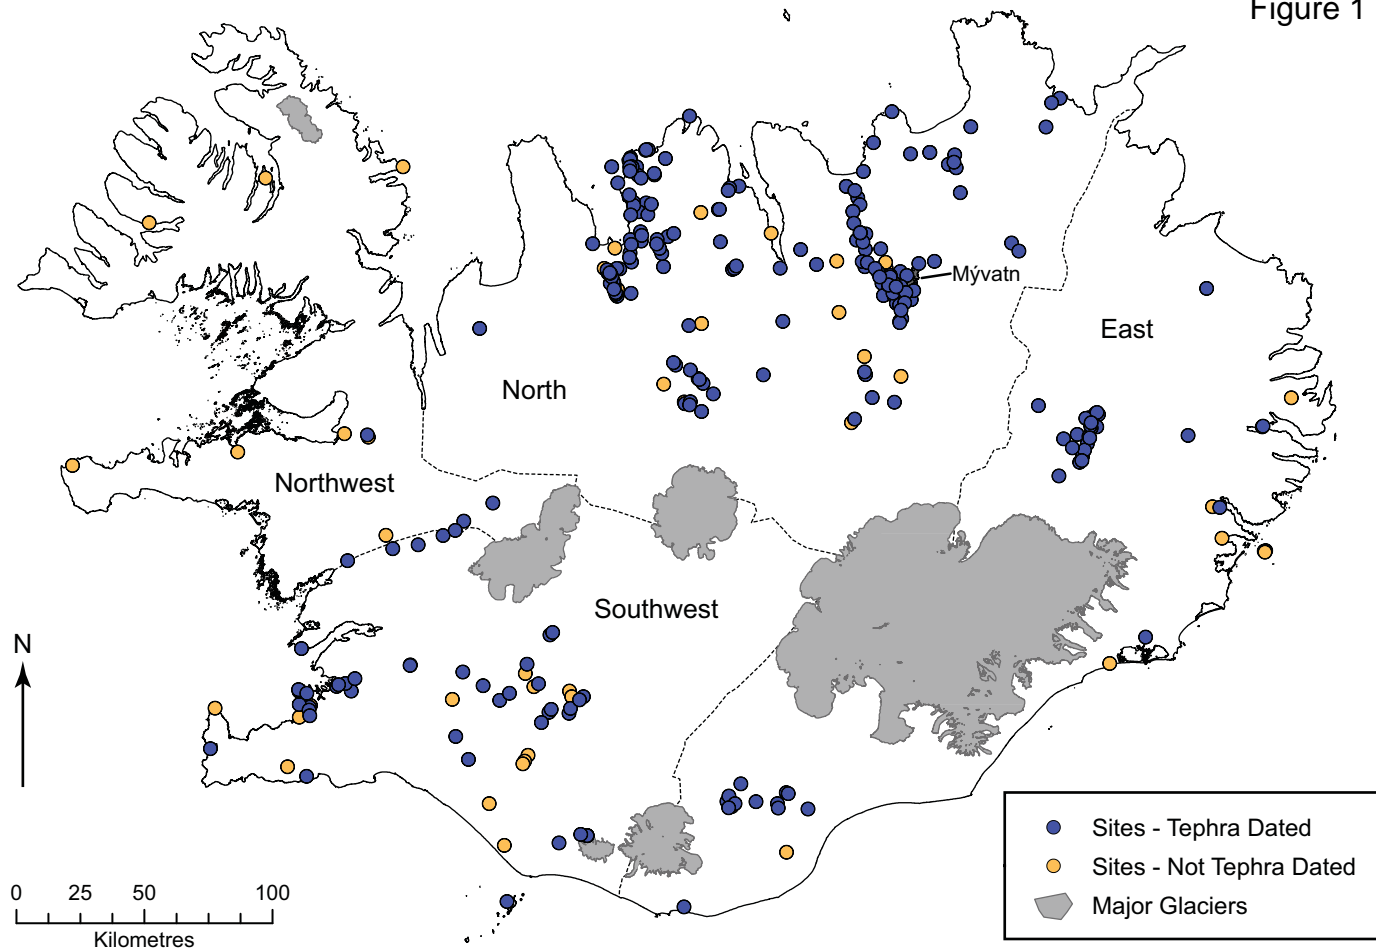 Figure 1
Mývatn
East
North
Northwest
Southwest
N
0 25 50 100
Kilometres
Sites - Tephra Dated
Sites - Not Tephra Dated
Major Glaciers